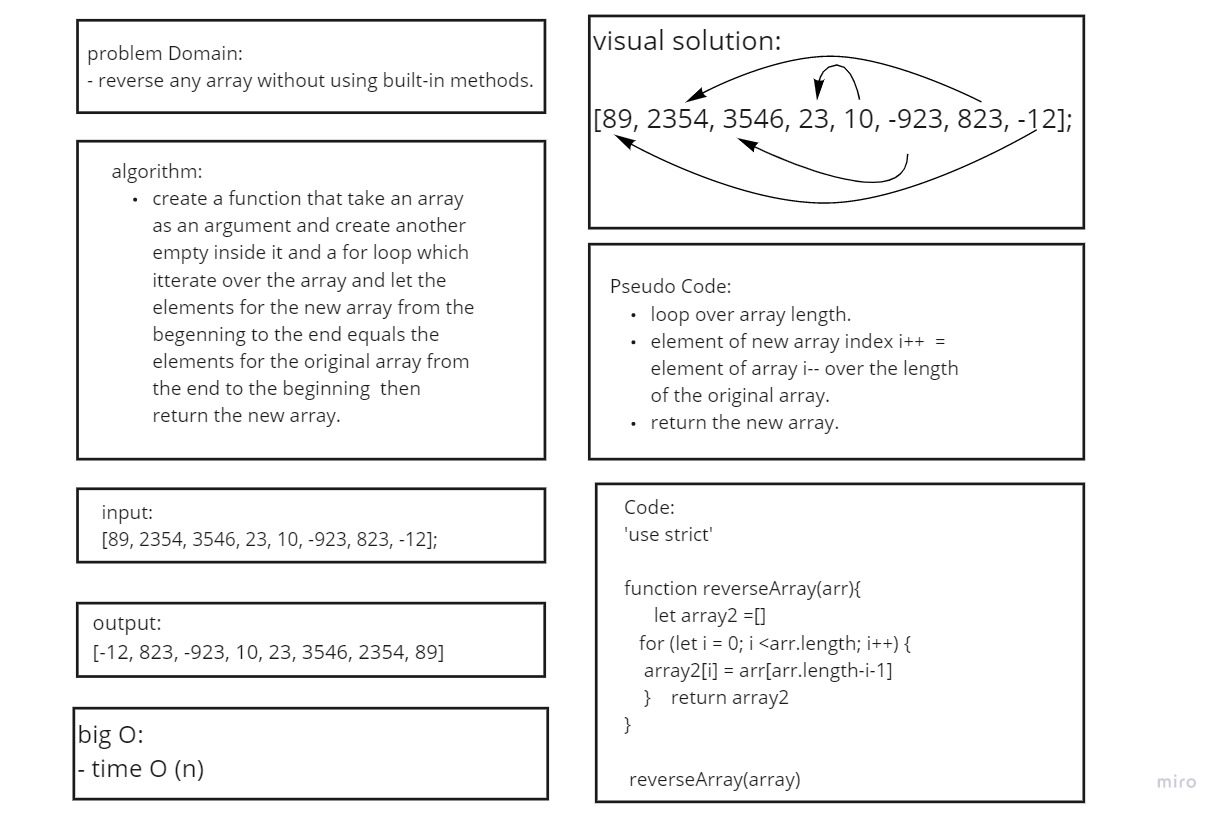 problem Domain:
- reverse any array without using built-in methods.
algorithm:
• create a function that take an array
as an argument and create another
empty inside it and a for loop which
itterate over the array and let the
elements for the new array from the
begenning to the end equals the
elements for the original array from
the end to the beginning  then
return the new array.
input:
[89, 2354, 3546, 23, 10, -923, 823, -12];
output:
[-12, 823, -923, 10, 23, 3546, 2354, 89]
big O:
- time O (n)
visual solution:
[89, 2354, 3546, 23, 10, -923, 823, -12];
Pseudo Code:
• loop over array length.
• element of new array index i++  =
element of array i-- over the length
of the original array.
• return the new array.
Code:
'use strict'
function reverseArray(arr){
let array2 =[]
for (let i = 0; i <arr.length; i++) {
array2[i] = arr[arr.length-i-1]
}    return array2
}
reverseArray(array)
miro